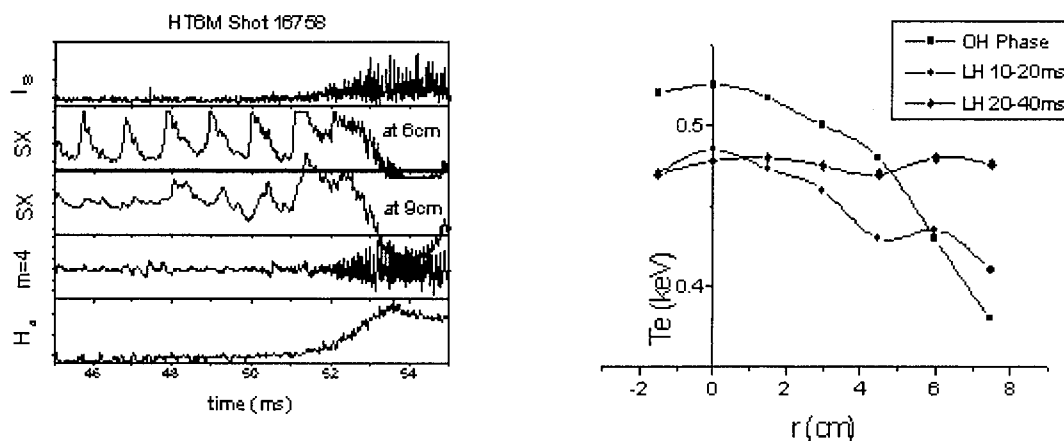 HT6M Shot 16758
SX
at 6cm
SX
at 9cm
m=4
Hα
46 48 50 52 54
time (ms)
OH Phase
LH 10-20ms
LH 20-40ms
0.5
0.4
Te (keV)
-2 0 2 4 6 8
r (cm)